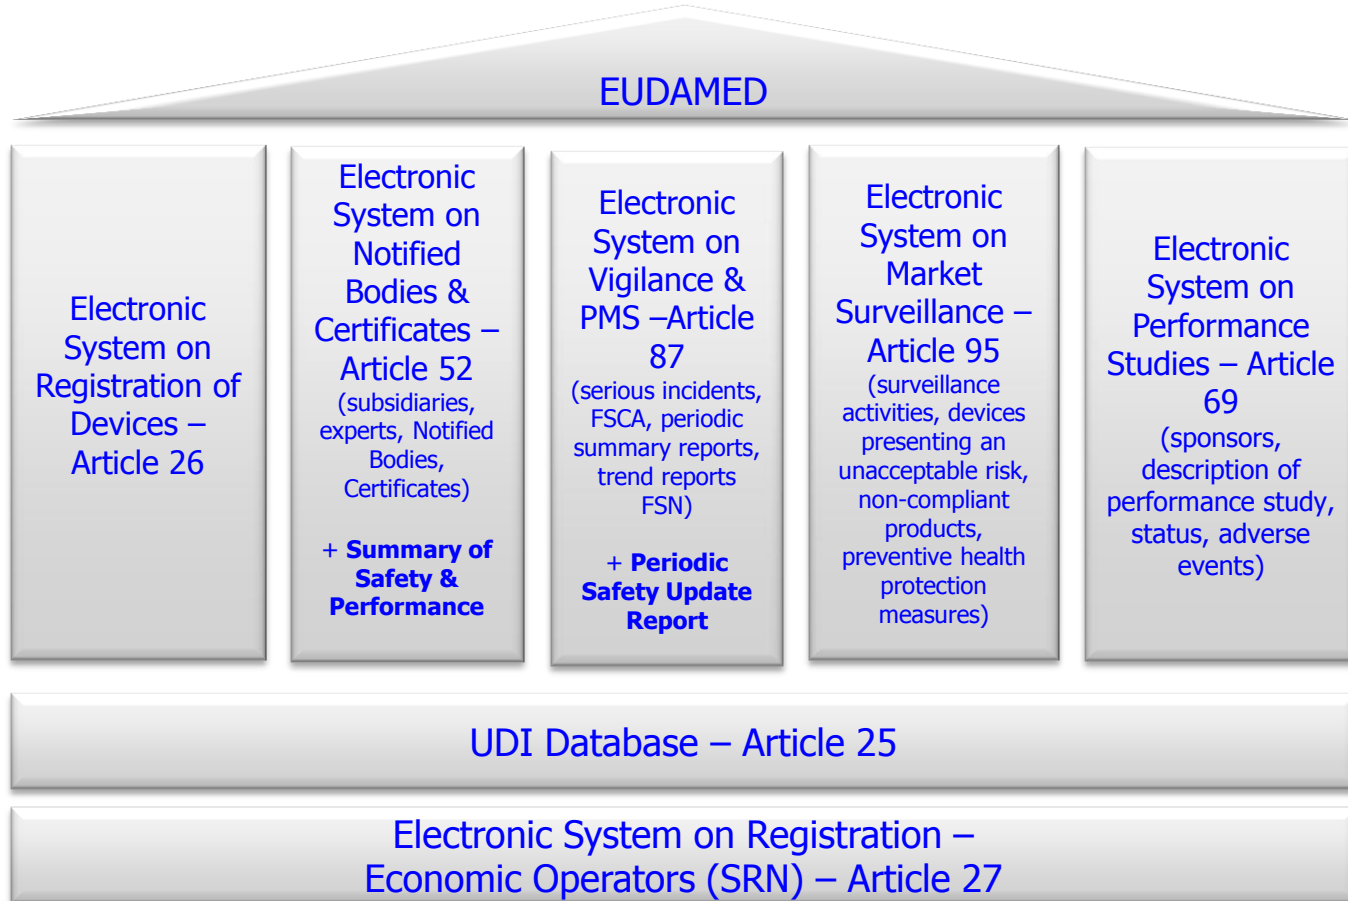 EUDAMED
Electronic
System on
Registration of
Devices –
Article 26
Electronic
System on
Notified
Bodies &
Certificates –
Article 52
(subsidiaries,
experts, Notified
Bodies,
Certificates)
+ Summary of
Safety &
Performance
Electronic
System on
Vigilance &
PMS –Article
87
(serious incidents,
FSCA, periodic
summary reports,
trend reports
FSN)
+ Periodic
Safety Update
Report
Electronic
System on
Market
Surveillance –
Article 95
(surveillance
activities, devices
presenting an
unacceptable risk,
non-compliant
products,
preventive health
protection
measures)
Electronic
System on
Performance
Studies – Article
69
(sponsors,
description of
performance study,
status, adverse
events)
UDI Database – Article 25
Electronic System on Registration –
Economic Operators (SRN) – Article 27